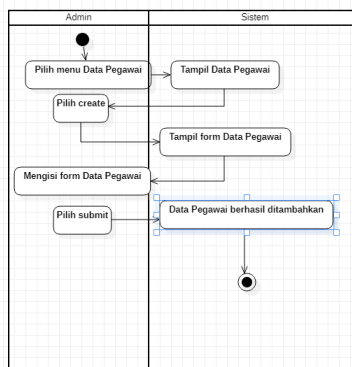 Admin
Sistem
Pilih menu Data Pegawai
Tampil Data Pegawai
Pilih create
Tampil form Data Pegawai
Mengisi form Data Pegawai
Pilih submit
Data Pegawai berhasil ditambahkan